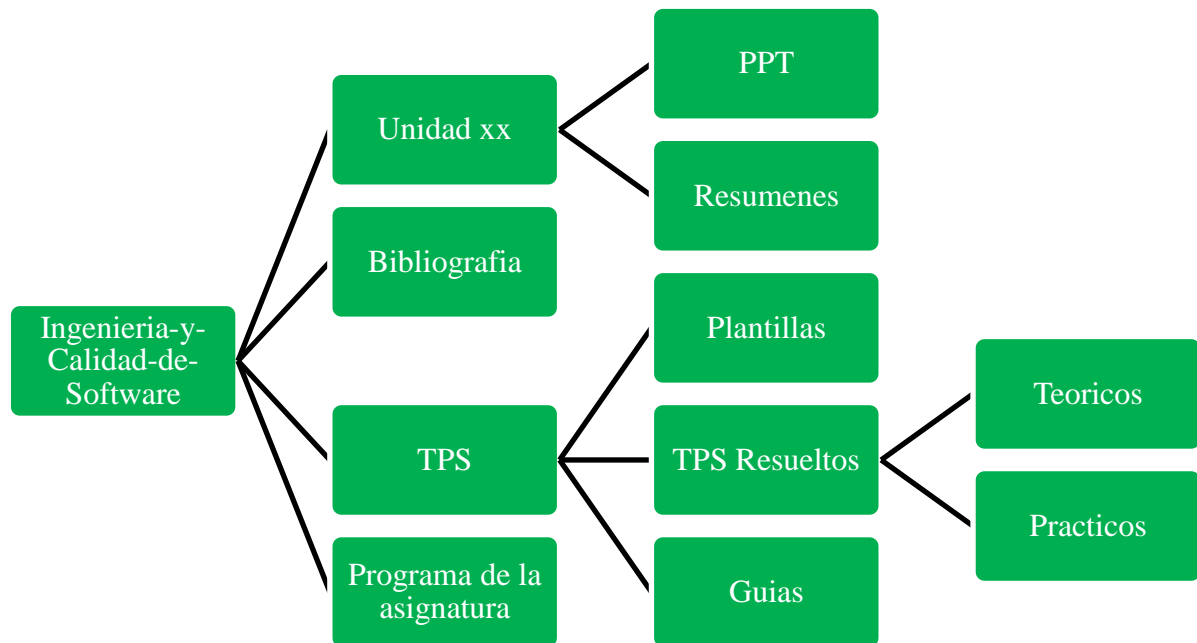 PPT
Unidad xx
Resumenes
Bibliografia
Plantillas
Ingenieria-y-
Calidad-de-
Software
Teoricos
TPS
TPS Resueltos
Practicos
Programa de la
asignatura
Guias